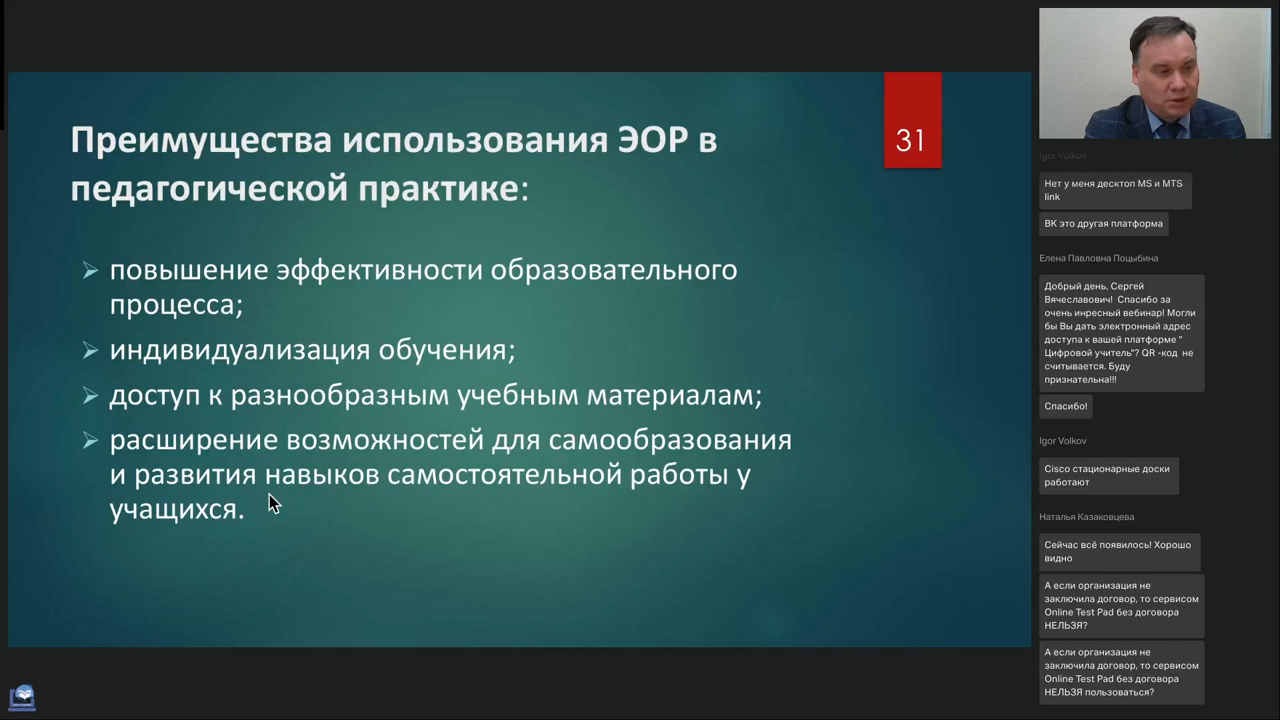 Преимущества использования ЭОР в
педагогической практике:
31
повышение эффективности образовательного
процесса;
индивидуализация обучения;
доступ к разнообразным учебным материалам;
расширение возможностей для самообразования
и развития навыков самостоятельной работы у
учащихся.
Igor Volkov
Нет у меня десктоп MS и MTS
link
ВК это другая платформа
Елена Павловна Поцыбина
Добрый день, Сергей
Вячеславович! Спасибо за
очень инресный вебинар! Могли
бы Вы дать электронный адрес
доступа к вашей платформе "
Цифровой учитель"? QR -код не
считывается. Буду
признательна!!!
Спасибо!
Igor Volkov
Cisco стационарные доски
работают
Наталья Казаковцева
Сейчас всё появилось! Хорошо
видно
А если организация не
заключила договор, то сервисом
Online Test Pad без договора
НЕЛЬЗЯ?
А если организация не
заключила договор, то сервисом
Online Test Pad без договора
НЕЛЬЗЯ пользоваться?